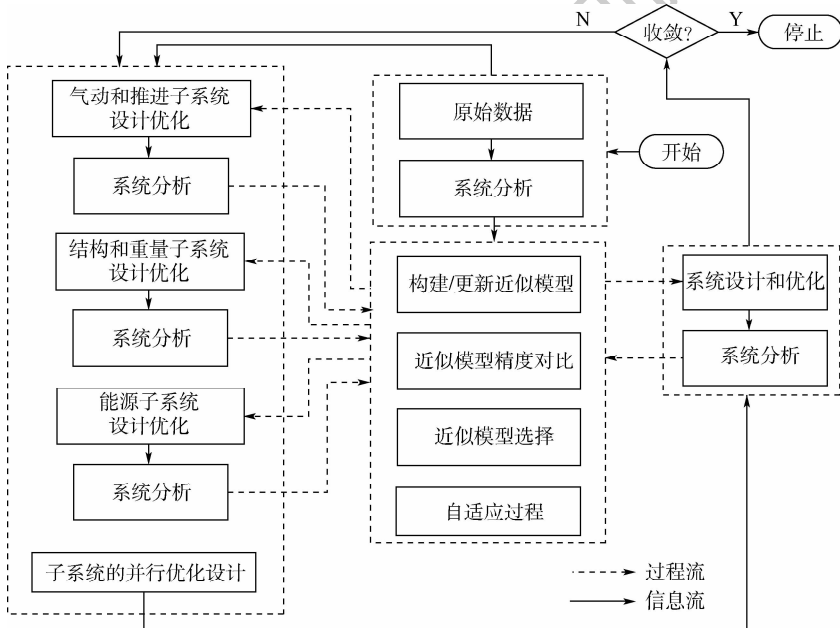 N
收敛?
Y
停止
气动和推进子系统
设计优化
系统分析
结构和重量子系统
设计优化
系统分析
能源子系统
设计优化
系统分析
子系统的并行优化设计
原始数据
系统分析
开始
构建/更新近似模型
近似模型精度对比
近似模型选择
自适应过程
系统设计和优化
系统分析
过程流
信息流